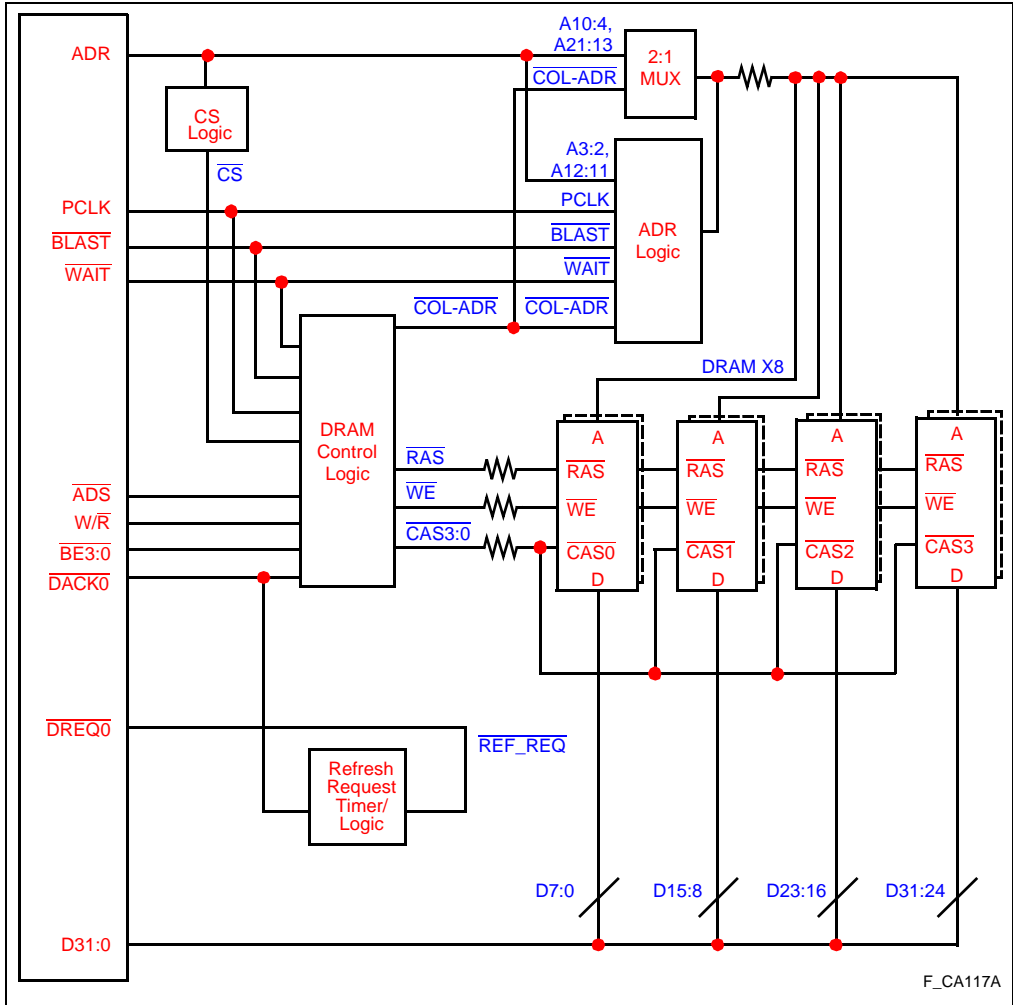 ADR
A10:4,
A21:13
COL-ADR
2:1
MUX
CS
Logic
CS
A3:2,
A12:11
PCLK
PCLK
BLAST
BLAST
WAIT
WAIT
ADR
Logic
COL-ADR
COL-ADR
DRAM X8
DRAM
Control
Logic
RAS
WE
CAS3:0
A
RAS
WE
CAS0
D
A
RAS
WE
CAS1
D
A
RAS
WE
CAS2
D
A
RAS
WE
CAS3
D
ADS
W/R
BE3:0
DACK0
DREQ0
REF_REQ
Refresh
Request
Timer/
Logic
D7:0
D15:8
D23:16
D31:24
D31:0
F_CA117A